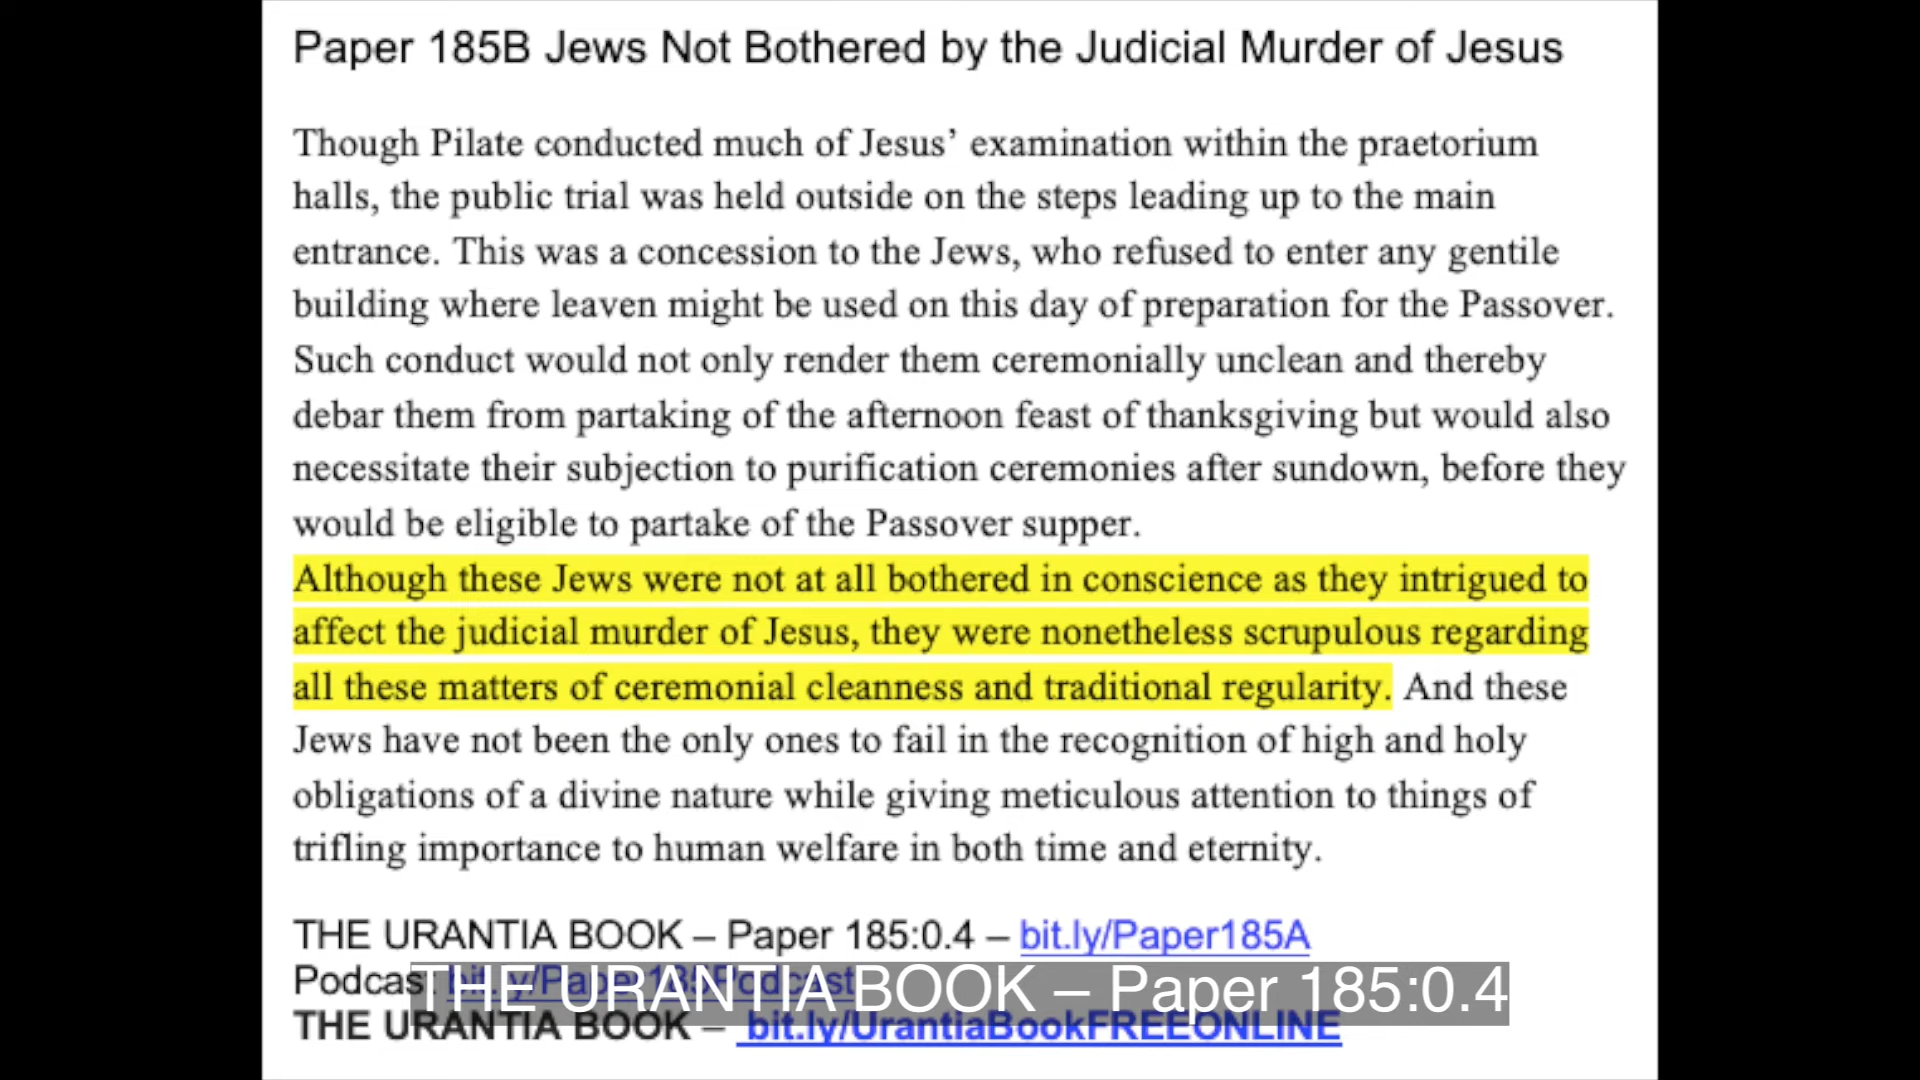 Paper 185B Jews Not Bothered by the Judicial Murder of Jesus
Though Pilate conducted much of Jesus’ examination within the praetorium
halls, the public trial was held outside on the steps leading up to the main
entrance. This was a concession to the Jews, who refused to enter any gentile
building where leaven might be used on this day of preparation for the Passover.
Such conduct would not only render them ceremonially unclean and thereby
debar them from partaking of the afternoon feast of thanksgiving but would also
necessitate their subjection to purification ceremonies after sundown, before they
would be eligible to partake of the Passover supper.
Although these Jews were not at all bothered in conscience as they intrigued to
affect the judicial murder of Jesus, they were nonetheless scrupulous regarding
all these matters of ceremonial cleanness and traditional regularity. And these
Jews have not been the only ones to fail in the recognition of high and holy
obligations of a divine nature while giving meticulous attention to things of
trifling importance to human welfare in both time and eternity.
THE URANTIA BOOK – Paper 185:0.4 – bit.ly/Paper185A
Podcast bit.ly/Paper185Podcast
THE URANTIA BOOK – Paper 185:0.4
THE URANTIA BOOK – bit.ly/UrantiaBookFREEONLINE